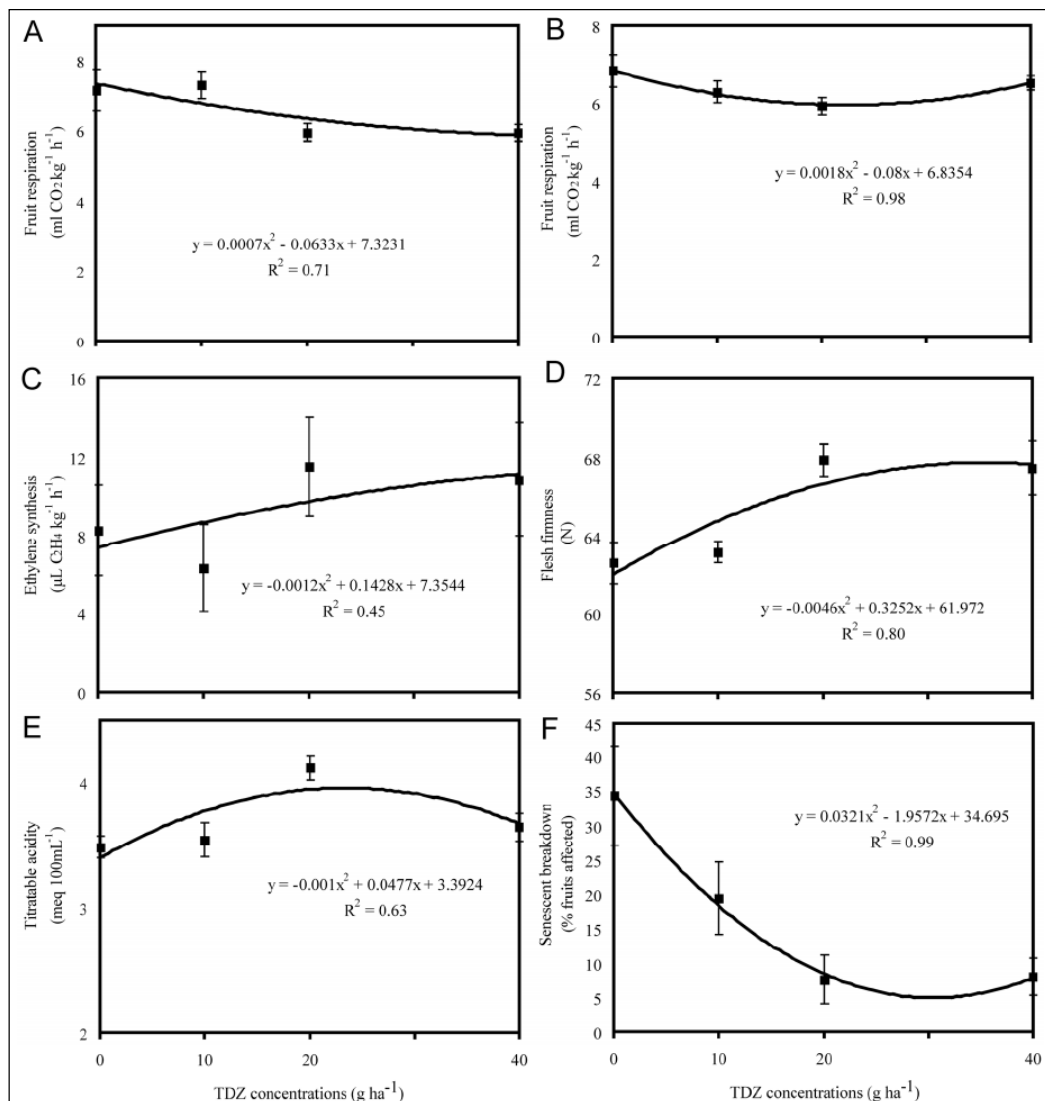 A
8
6
4
2
0
Fruit respiration
(ml CO2 kg-1 h-1)
y = 0.0007x2 - 0.0633x + 7.3231
R2 = 0.71
B
8
6
4
2
0
Fruit respiration
(ml CO2 kg-1 h-1)
y = 0.0018x2 - 0.08x + 6.8354
R2 = 0.98
C
16
12
8
4
0
Ethylene synthesis
(µL C2H4 kg-1 h-1)
y = -0.0012x2 + 0.1428x + 7.3544
R2 = 0.45
D
72
68
64
60
56
Flesh firmness
(N)
y = -0.0046x2 + 0.3252x + 61.972
R2 = 0.80
E
4
3
2
Titratable acidity
(meq 100mL-1)
y = -0.001x2 + 0.0477x + 3.3924
R2 = 0.63
0 10 20 40
TDZ concentrations (g ha-1)
F
45
40
35
30
25
20
15
10
5
0
Senescent breakdown
(% fruits affected)
y = 0.0321x2 - 1.9572x + 34.695
R2 = 0.99
0 10 20 40
TDZ concentrations (g ha-1)